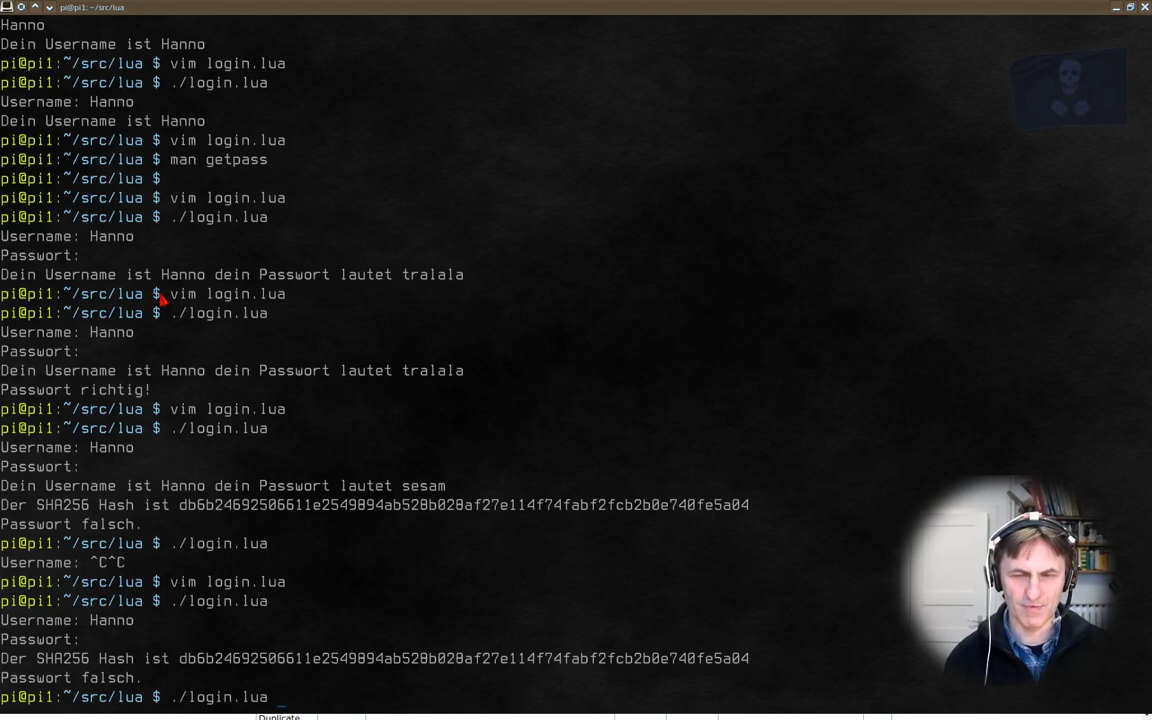 pi@pi1: ~/src/lua
Hanno
Dein Username ist Hanno
pi@pi1:~/src/lua $ vim login.lua
pi@pi1:~/src/lua $ ./login.lua
Username: Hanno
Dein Username ist Hanno
pi@pi1:~/src/lua $ vim login.lua
pi@pi1:~/src/lua $ man getpass
pi@pi1:~/src/lua $
pi@pi1:~/src/lua $ vim login.lua
pi@pi1:~/src/lua $ ./login.lua
Username: Hanno
Passwort:
Dein Username ist Hanno dein Passwort lautet tralala
pi@pi1:~/src/lua $ vim login.lua
pi@pi1:~/src/lua $ ./login.lua
Username: Hanno
Passwort:
Dein Username ist Hanno dein Passwort lautet tralala
Passwort richtig!
pi@pi1:~/src/lua $ vim login.lua
pi@pi1:~/src/lua $ ./login.lua
Username: Hanno
Passwort:
Dein Username ist Hanno dein Passwort lautet sesam
Der SHA256 Hash ist db6b24692506611e2549894ab528b028af27e114f74fabf2fcb2b0e740fe5a04
Passwort falsch.
pi@pi1:~/src/lua $ ./login.lua
Username: ^C^C
pi@pi1:~/src/lua $ vim login.lua
pi@pi1:~/src/lua $ ./login.lua
Username: Hanno
Passwort:
Der SHA256 Hash ist db6b24692506611e2549894ab528b028af27e114f74fabf2fcb2b0e740fe5a04
Passwort falsch.
pi@pi1:~/src/lua $ ./login.lua
Duplicate